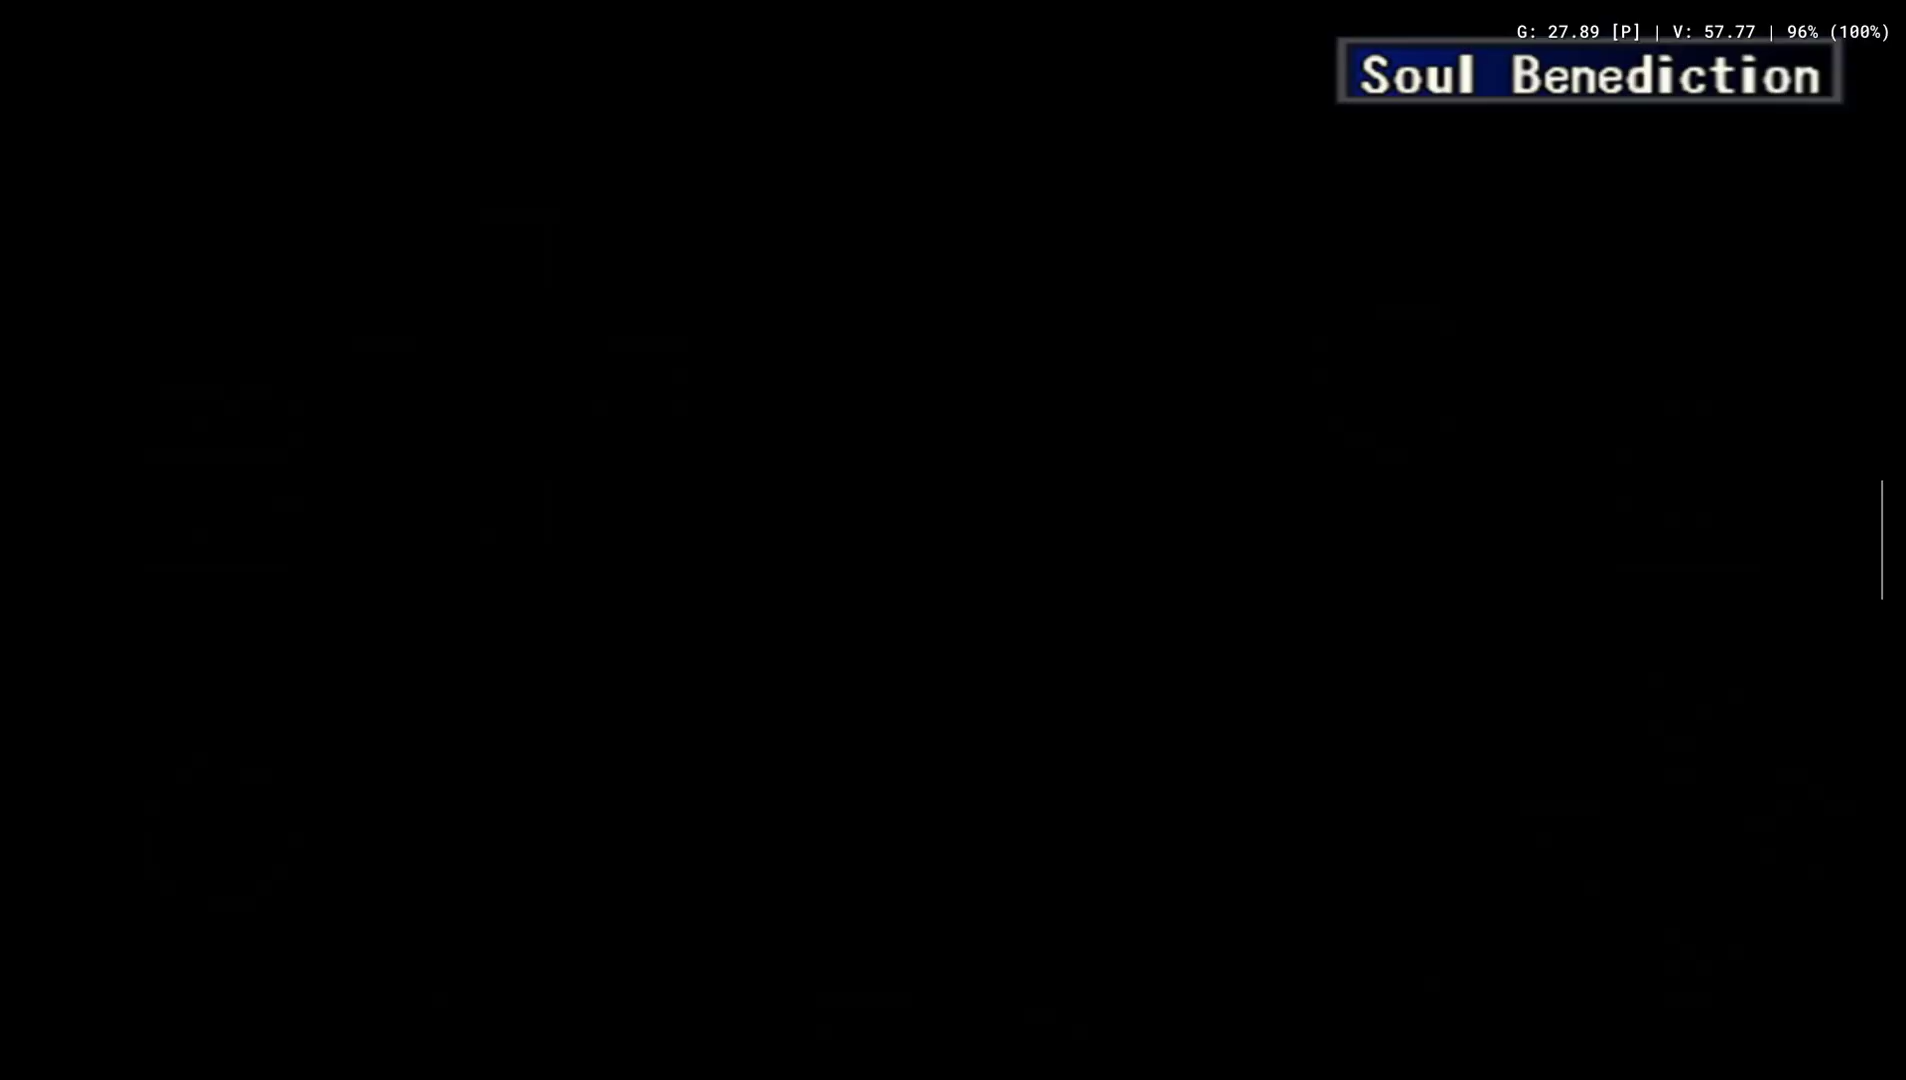 G: 27.89 [P] | V: 57.77 | 96% (100%)
Soul Benediction